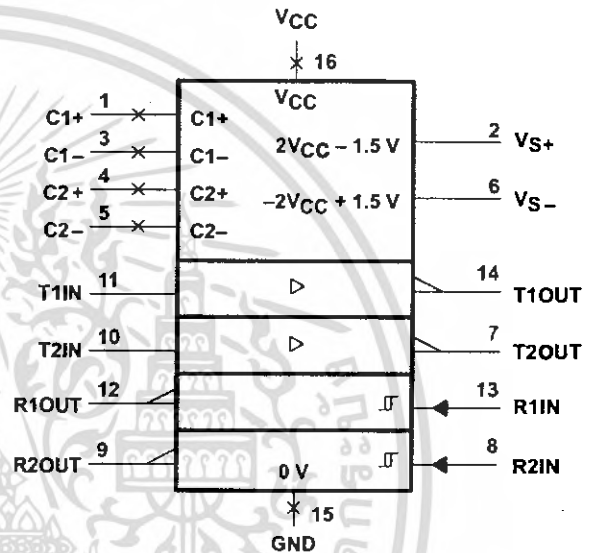 VCC
16
VCC
C1+ 1 C1+
C1− 3 C1−
C2+ 4 C2+
C2− 5 C2−
2VCC − 1.5 V 2 VS+
−2VCC + 1.5 V 6 VS−
T1IN 11 14 T1OUT
T2IN 10 7 T2OUT
R1OUT 12 13 R1IN
R2OUT 9 8 R2IN
0 V
15
GND